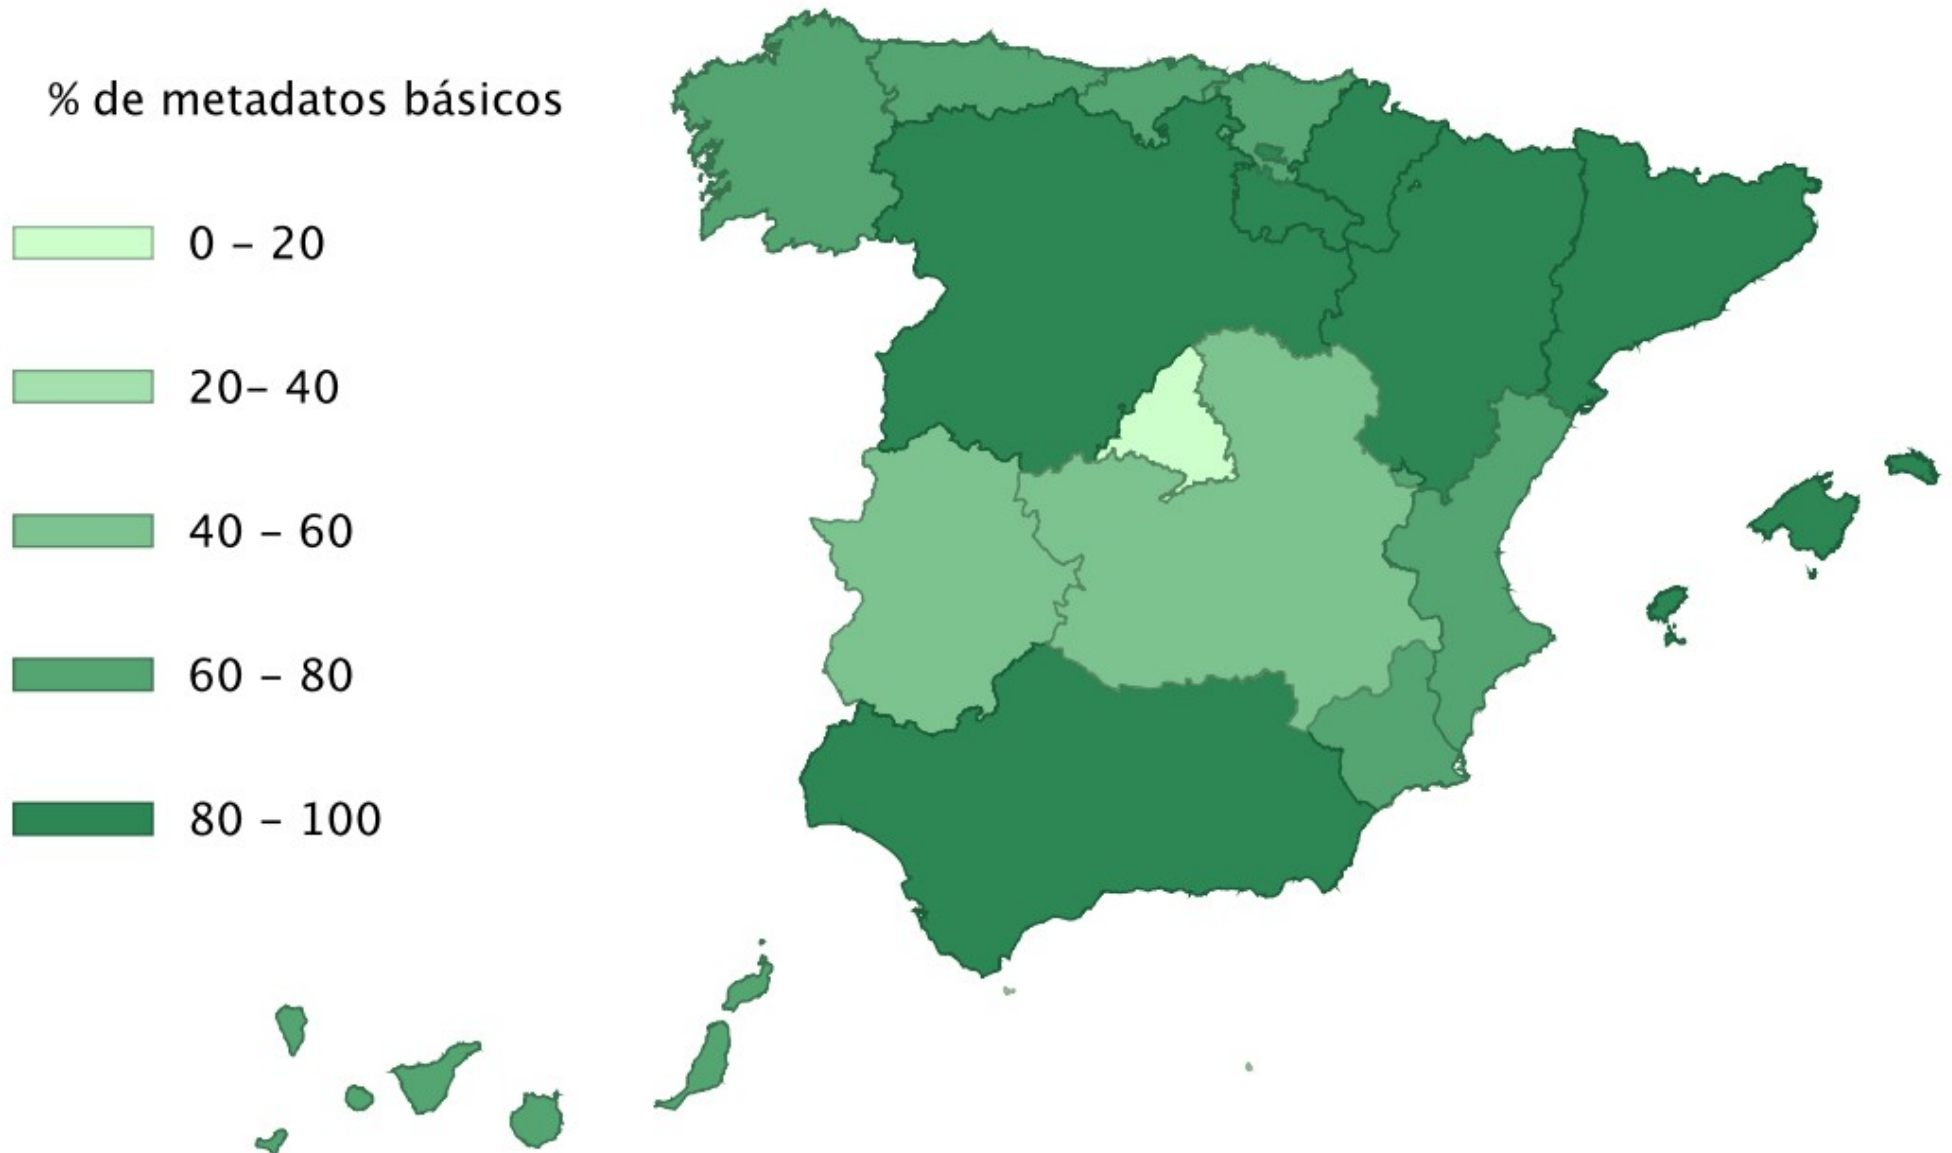 % de metadatos básicos
0 – 20
20– 40
40 – 60
60 – 80
80 – 100